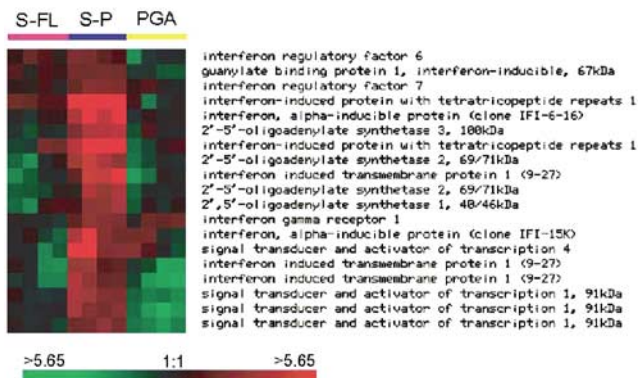 S-FL S-P PGA
interferon regulatory factor 6
guanylate binding protein 1, interferon-inducible, 67kDa
interferon regulatory factor 7
interferon-induced protein with tetratricopeptide repeats 1
interferon, alpha-inducible protein (clone IFI-6-16)
2'-5'-oligoadenylate synthetase 3, 100kDa
interferon-induced protein with tetratricopeptide repeats 1
2'-5'-oligoadenylate synthetase 2, 69/71kDa
interferon induced transmembrane protein 1 (9-27)
2'-5'-oligoadenylate synthetase 2, 69/71kDa
2',5'-oligoadenylate synthetase 1, 40/46kDa
interferon gamma receptor 1
interferon, alpha-inducible protein (clone IFI-15K)
signal transducer and activator of transcription 4
interferon induced transmembrane protein 1 (9-27)
interferon induced transmembrane protein 1 (9-27)
signal transducer and activator of transcription 1, 91kDa
signal transducer and activator of transcription 1, 91kDa
signal transducer and activator of transcription 1, 91kDa
>5.65 1:1 >5.65